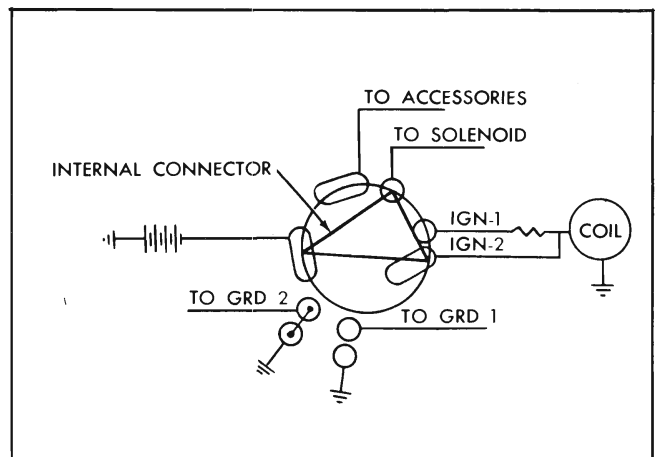 TO ACCESSORIES
TO SOLENOID
INTERNAL CONNECTOR
IGN-1
COIL
IGN-2
TO GRD 2
TO GRD 1